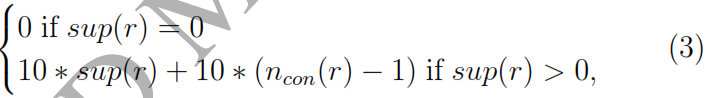 0 if sup(r) = 0
10 * sup(r) + 10 * (n_con(r) − 1) if sup(r) > 0,
(3)